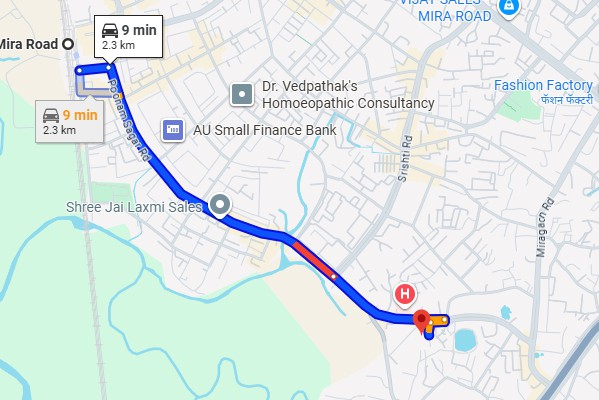 VIJAY SALES
MIRA ROAD
Mira Road
9 min
2.3 km
Dr. Vedpathak's
Homoeopathic Consultancy
Fashion Factory
फॅशन फॅक्टरी
9 min
2.3 km
Poonam Sagar Rd
AU Small Finance Bank
Srishti Rd
Shree Jai Laxmi Sales
Miragaon Rd
H